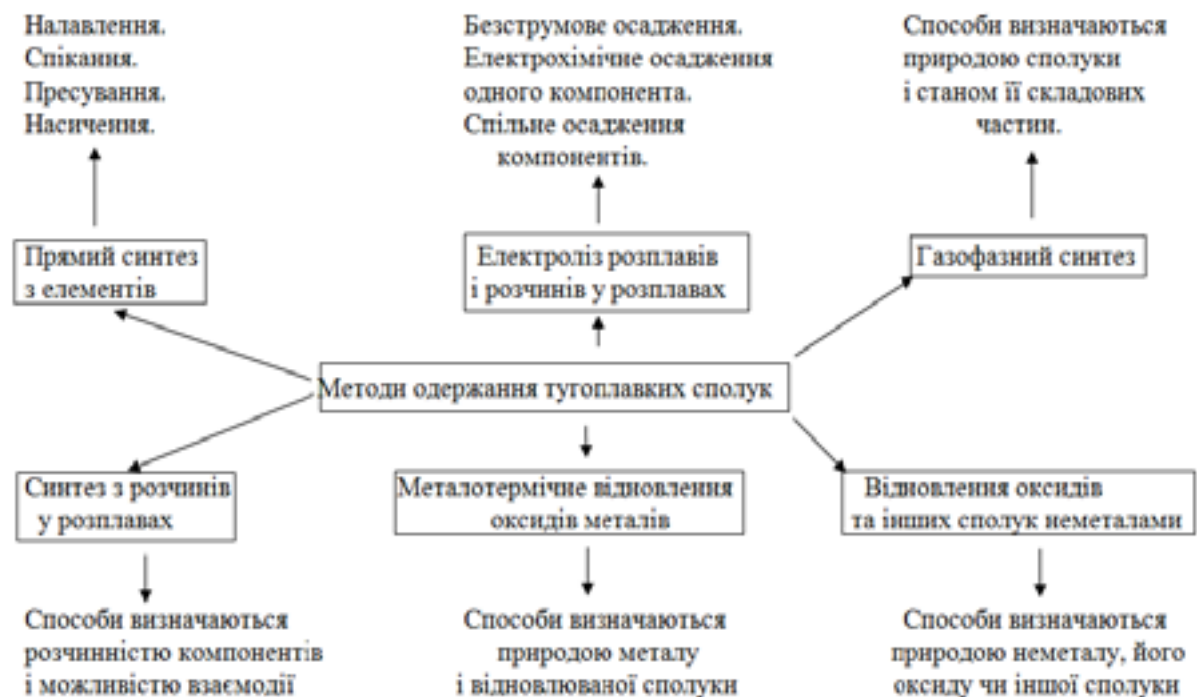 Налавлення.
Спікання.
Пресування.
Насичення.
Безструмове осадження.
Електрохімічне осадження
одного компонента.
Спільне осадження
компонентів.
Способи визначаються
природою сполуки
і станом її складових
частин.
Прямий синтез
з елементів
Електроліз розплавів
і розчинів у розплавах
Газофазний синтез
Методи одержання тугоплавких сполук
Синтез з розчинів
у розплавах
Металотермічне відновлення
оксидів металів
Відновлення оксидів
та інших сполук неметалами
Способи визначаються
розчинністю компонентів
і можливістю взаємодії
Способи визначаються
природою металу
і відновлюваної сполуки
Способи визначаються
природою неметалу, його
оксиду чи іншої сполуки